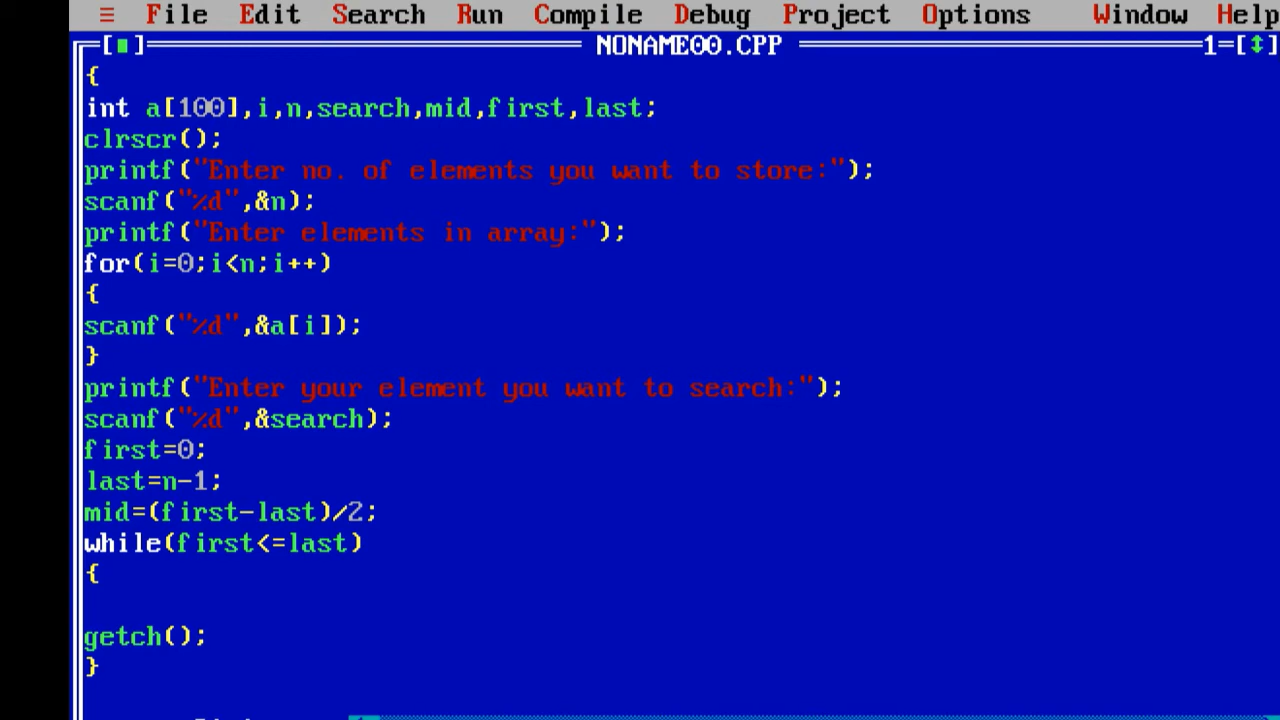 ≡ File Edit Search Run Compile Debug Project Options Window Help
[■] NONAME00.CPP 1=[↕]
{
int a[100],i,n,search,mid,first,last;
clrscr();
printf("Enter no. of elements you want to store:");
scanf("%d",&n);
printf("Enter elements in array:");
for(i=0;i<n;i++)
{
scanf("%d",&a[i]);
}
printf("Enter your element you want to search:");
scanf("%d",&search);
first=0;
last=n-1;
mid=(first-last)/2;
while(first<=last)
{
getch();
}